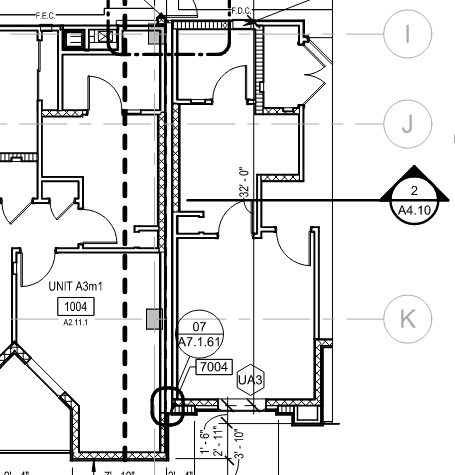 F.E.C.
F.D.C.
I
J
32' - 0"
2
A4.10
UNIT A3m1
1004
A2.11.1
K
07
A7.1.61
7004
UA3
1' - 6"
2' - 11"
3' - 10"